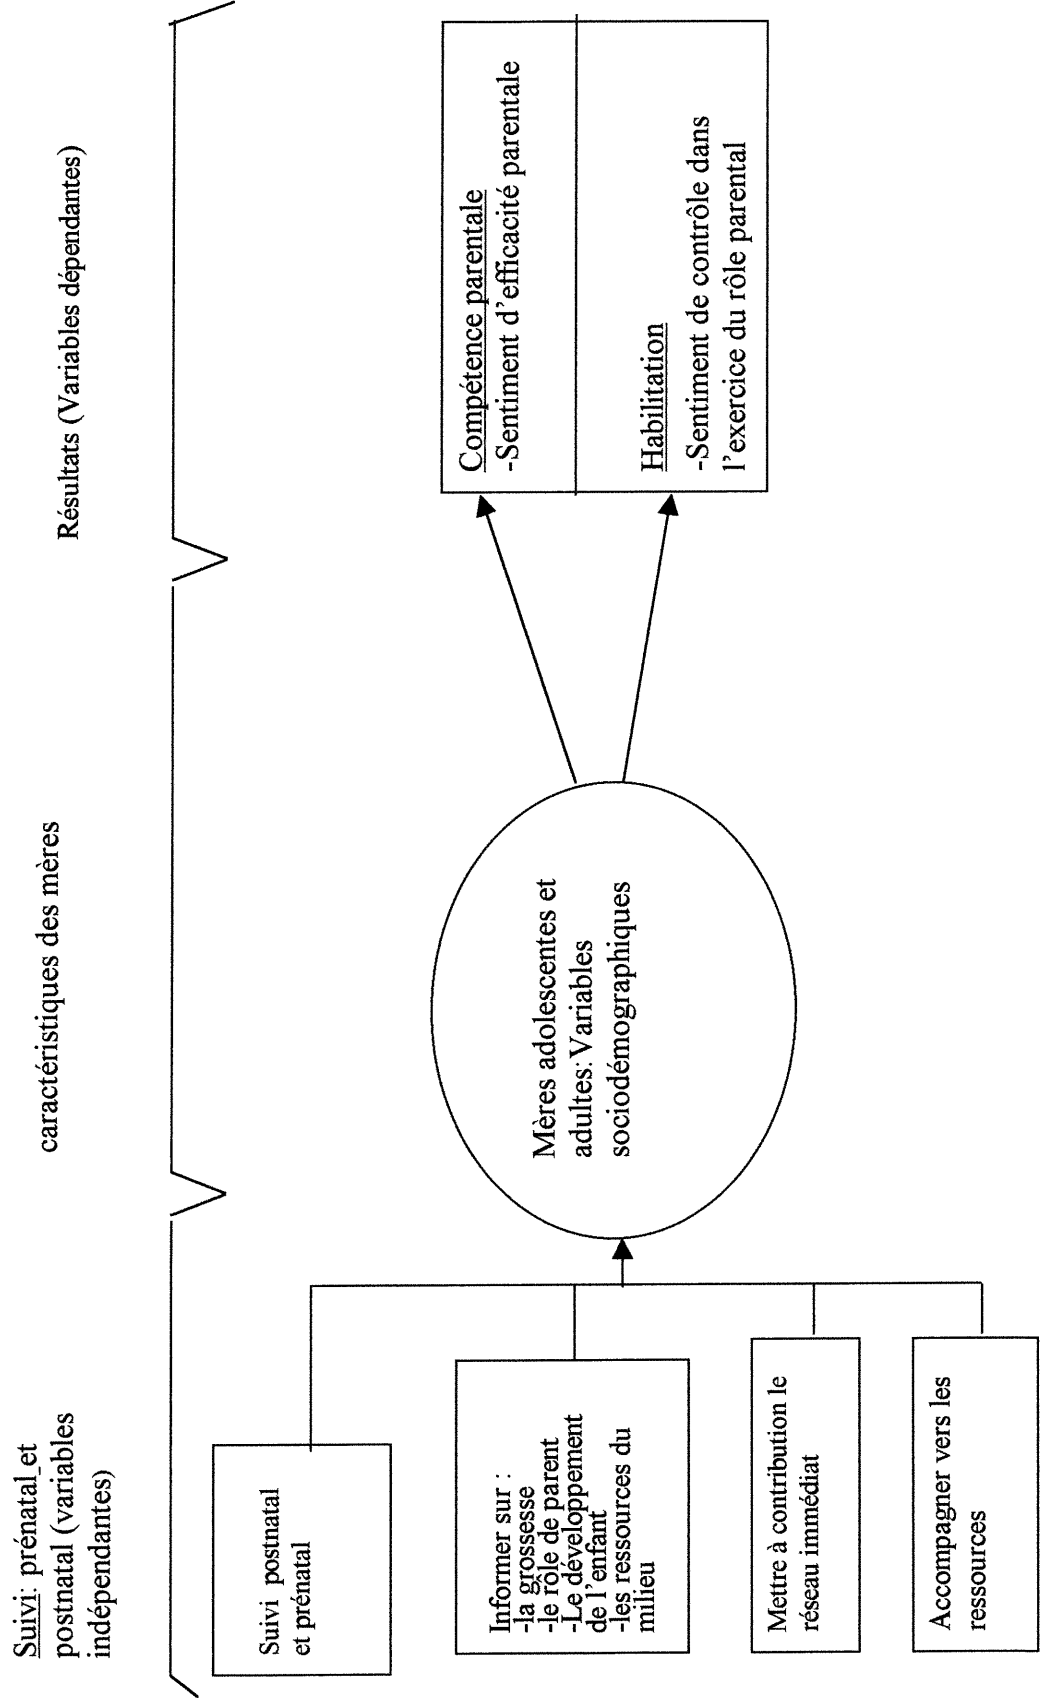 Suivi: prénatal et
postnatal (variables
indépendantes)
caractéristiques des mères
Résultats (Variables dépendantes)
Suivi postnatal
et prénatal
Informer sur :
-la grossesse
-le rôle de parent
-Le développement
de l'enfant
-les ressources du
milieu
Mettre à contribution le
réseau immédiat
Accompagner vers les
ressources
Mères adolescentes et
adultes:Variables
sociodémographiques
Compétence parentale
-Sentiment d'efficacité parentale
Habilitation
-Sentiment de contrôle dans
l'exercice du rôle parental